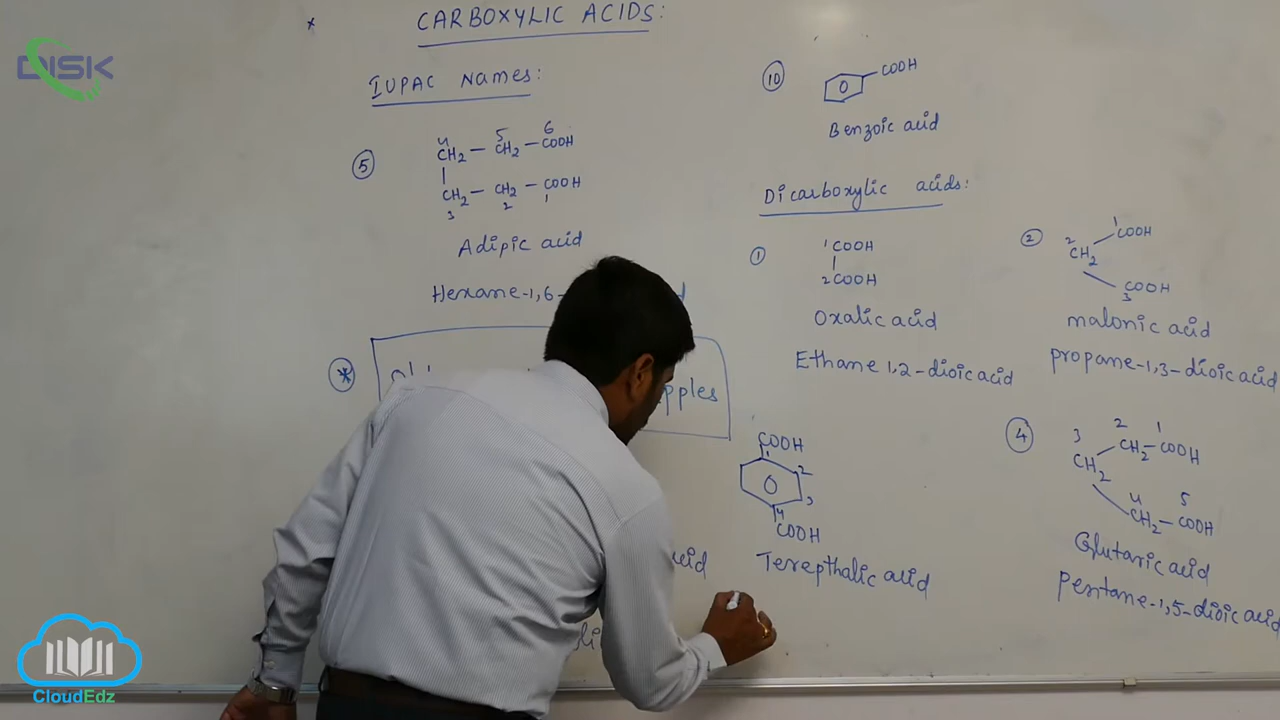 DISK
* CARBOXYLIC ACIDS:
IUPAC Names:
5
4 5 6
CH2 – CH2 – COOH
CH2 – CH2 – COOH
3 2 1
Adipic acid
Hexane-1,6-
*
pples
10
COOH
Benzoic acid
Dicarboxylic acids:
1
1 COOH
2 COOH
Oxalic acid
Ethane 1,2-dioic acid
2
1 COOH
2 CH2
COOH
3
malonic acid
propane-1,3-dioic acid
COOH
1
2
3
4
COOH
Terepthalic acid
4
3 2 1
CH2 CH2 – COOH
4 5
CH2 – COOH
Glutaric acid
Pentane-1,5-dioic acid
CloudEdz